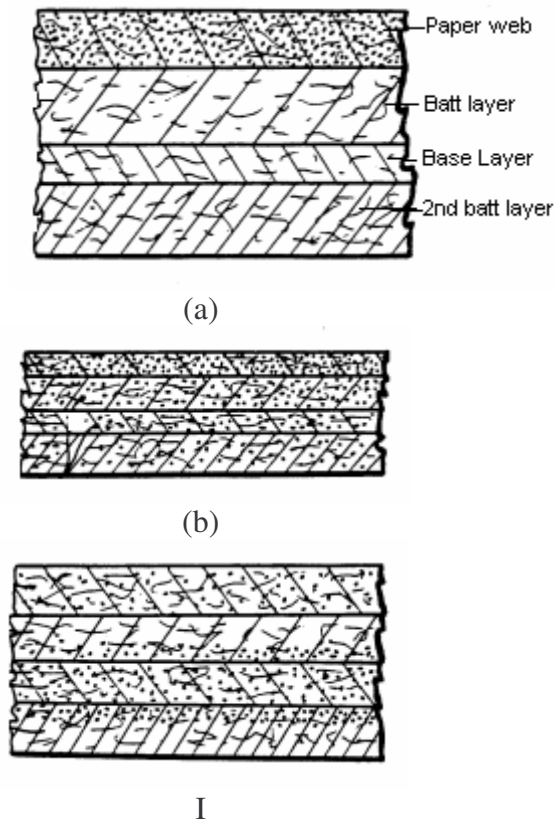 Paper web
Batt layer
Base Layer
2nd batt layer
(a)
(b)
I